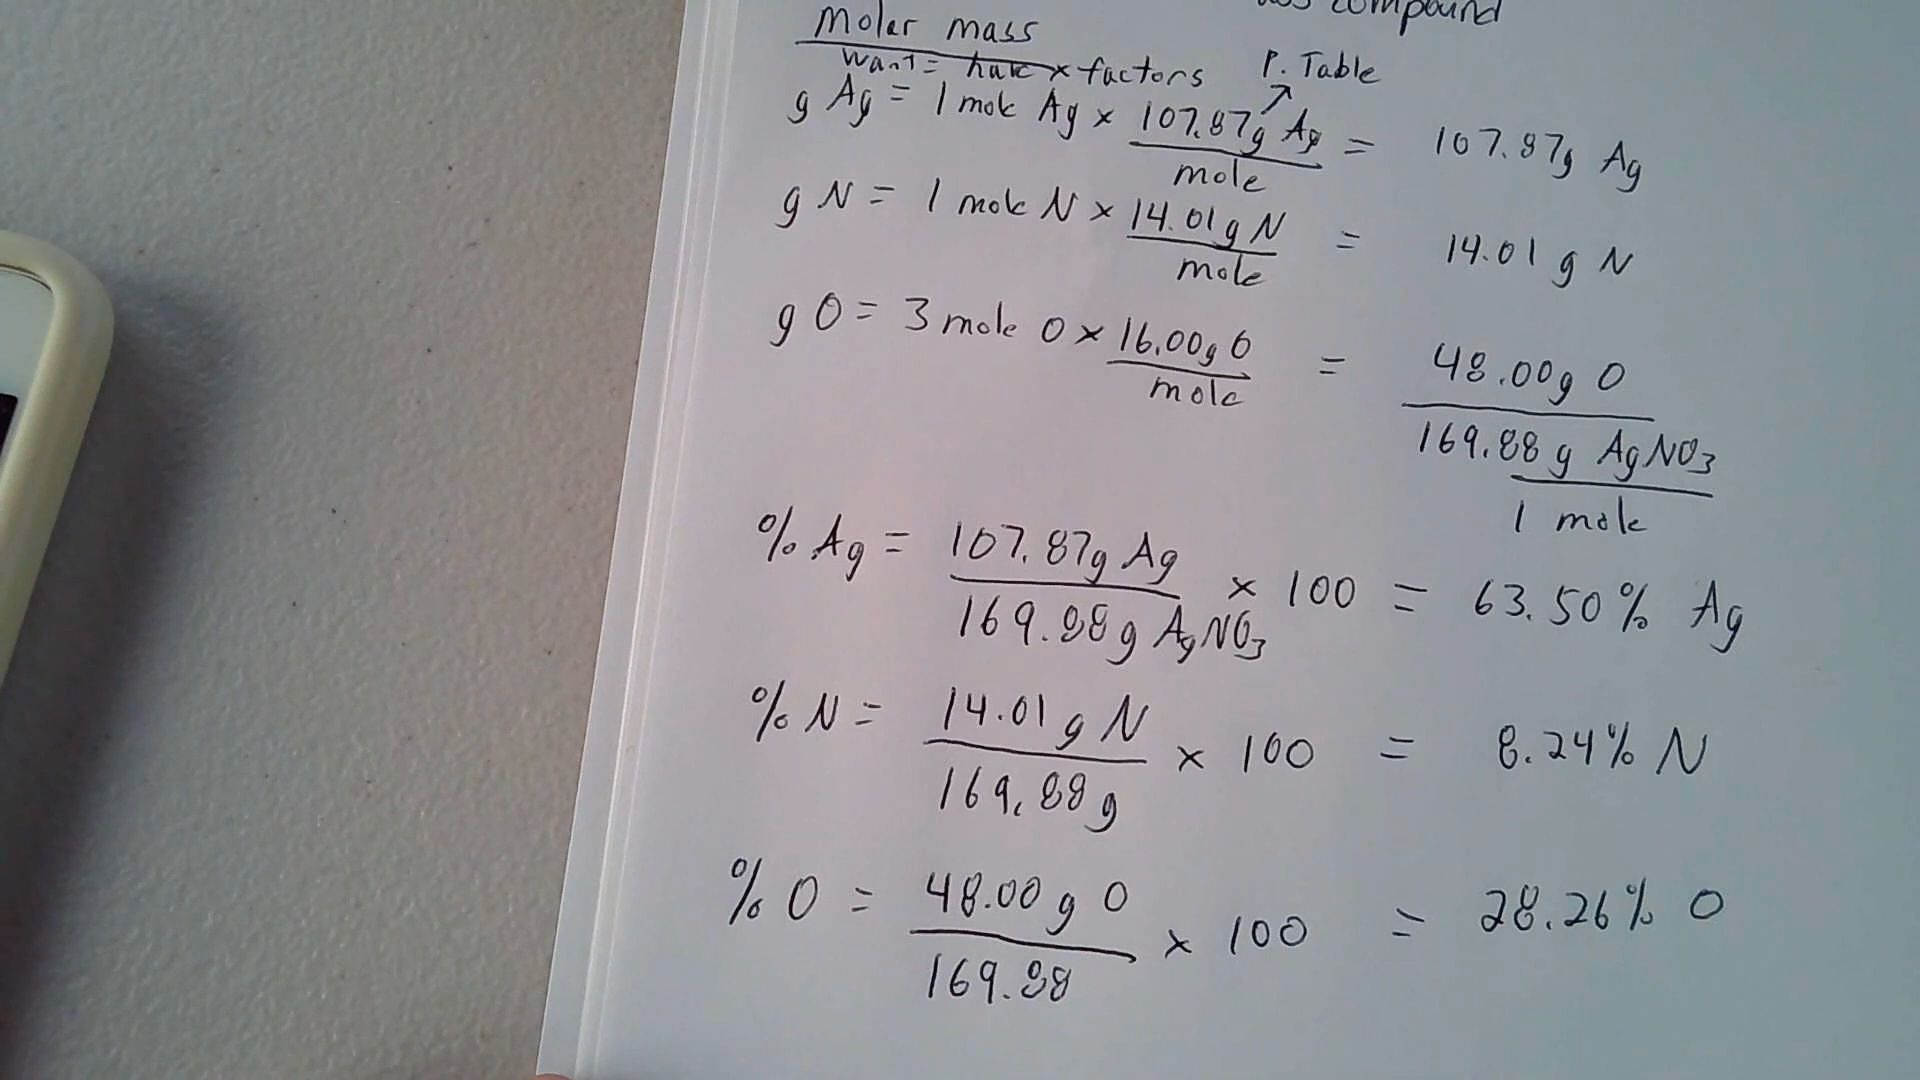 compound
molar mass
want = have x factors P. Table
g Ag = 1 mole Ag x 107.87g Ag / mole = 107.87g Ag
g N = 1 mole N x 14.01 g N / mole = 14.01 g N
g O = 3 mole O x 16.00g O / mole = 48.00g O
169.88 g AgNO3 / 1 mole
% Ag = 107.87g Ag / 169.88 g AgNO3 x 100 = 63.50% Ag
% N = 14.01 g N / 169.88 g x 100 = 8.24% N
% O = 48.00 g O / 169.88 x 100 = 28.26% O